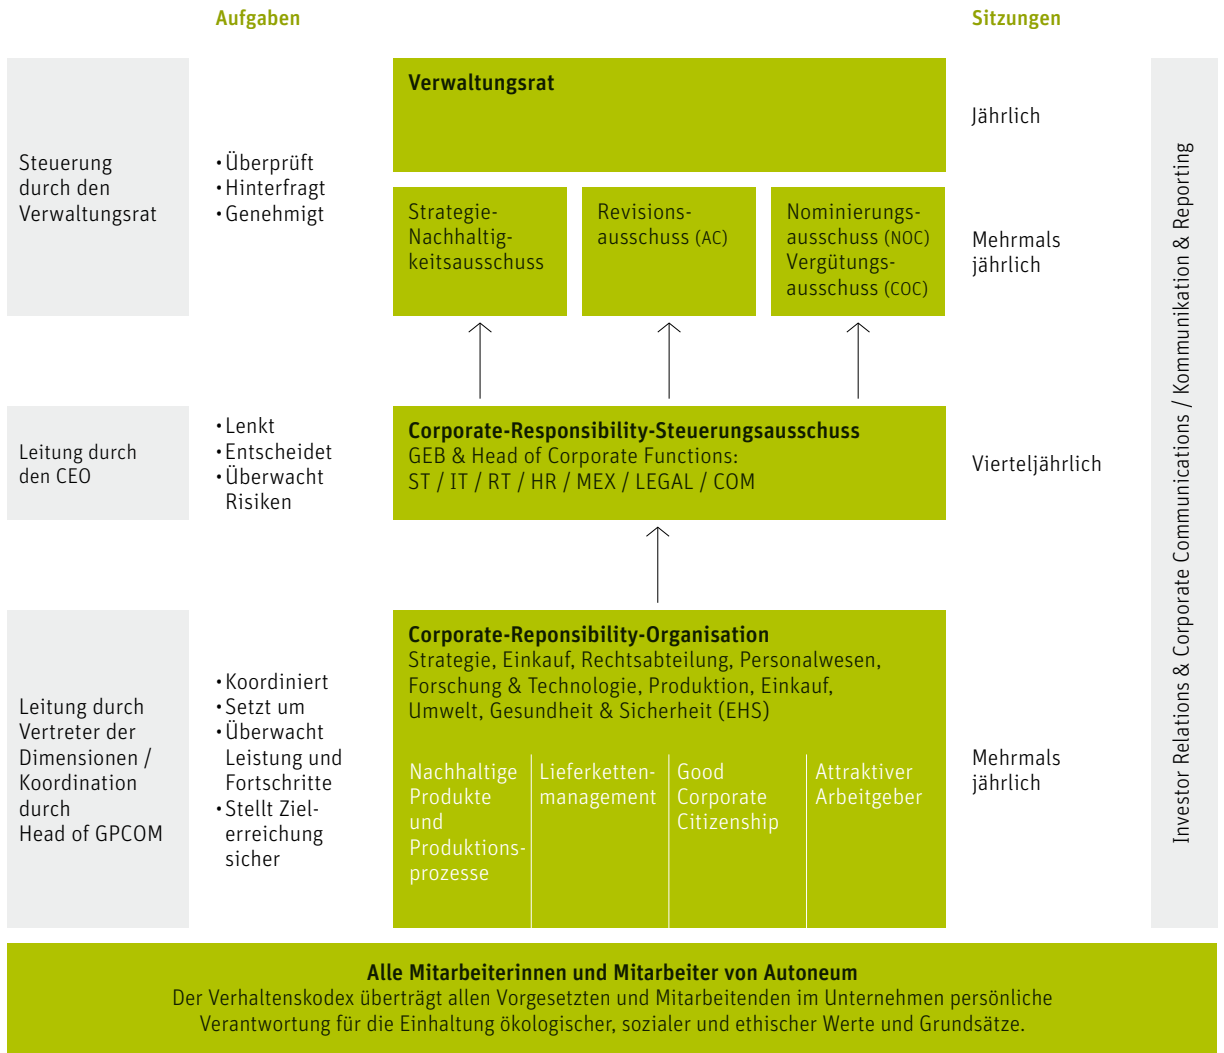 Aufgaben
Sitzungen
Steuerung
durch den
Verwaltungsrat
• Überprüft
• Hinterfragt
• Genehmigt
Verwaltungsrat
Jährlich
Strategie-
Nachhaltig-
keitsausschuss
Revisions-
ausschuss (AC)
Nominierungs-
ausschuss (NOC)
Vergütungs-
ausschuss (COC)
Mehrmals
jährlich
Leitung durch
den CEO
• Lenkt
• Entscheidet
• Überwacht
Risiken
Corporate-Responsibility-Steuerungsausschuss
GEB & Head of Corporate Functions:
ST / IT / RT / HR / MEX / LEGAL / COM
Vierteljährlich
Leitung durch
Vertreter der
Dimensionen /
Koordination
durch
Head of GPCOM
• Koordiniert
• Setzt um
• Überwacht
Leistung und
Fortschritte
• Stellt Ziel-
erreichung
sicher
Corporate-Reponsibility-Organisation
Strategie, Einkauf, Rechtsabteilung, Personalwesen,
Forschung & Technologie, Produktion, Einkauf,
Umwelt, Gesundheit & Sicherheit (EHS)
Nachhaltige
Produkte
und
Produktions-
prozesse
Lieferketten-
management
Good
Corporate
Citizenship
Attraktiver
Arbeitgeber
Mehrmals
jährlich
Investor Relations & Corporate Communications / Kommunikation & Reporting
Alle Mitarbeiterinnen und Mitarbeiter von Autoneum
Der Verhaltenskodex überträgt allen Vorgesetzten und Mitarbeitenden im Unternehmen persönliche
Verantwortung für die Einhaltung ökologischer, sozialer und ethischer Werte und Grundsätze.